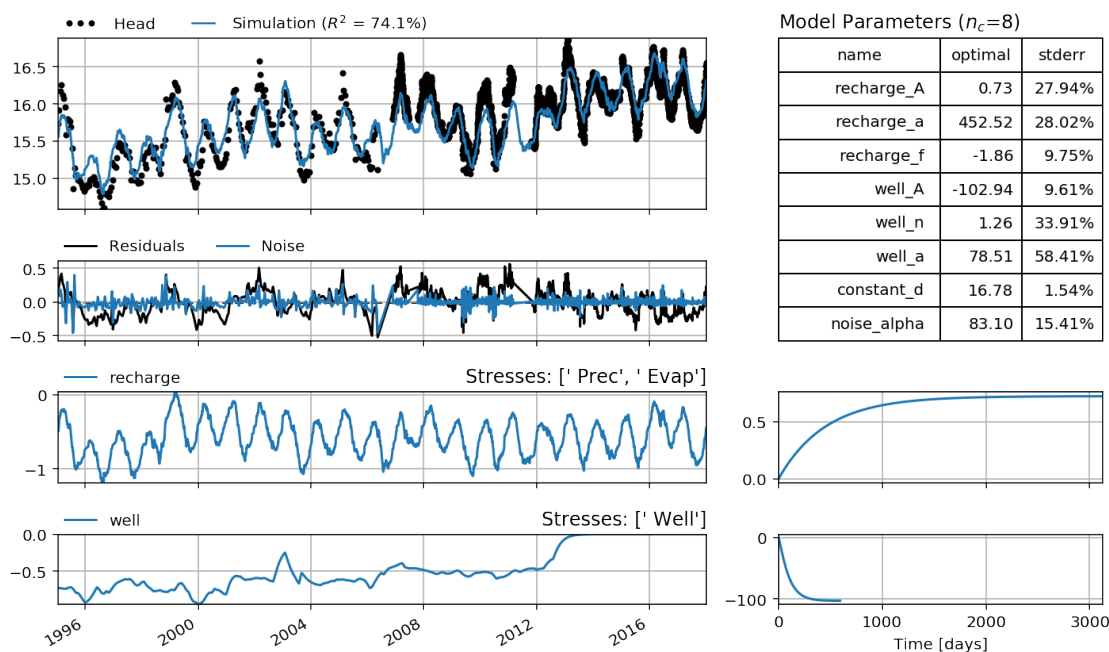 Head Simulation (R² = 74.1%)
16.5
16.0
15.5
15.0
Residuals Noise
0.5
0.0
−0.5
recharge Stresses: [' Prec', ' Evap']
0
−1
well Stresses: [' Well']
0.0
−0.5
1996 2000 2004 2008 2012 2016
Model Parameters (n_c=8)
name optimal stderr
recharge_A 0.73 27.94%
recharge_a 452.52 28.02%
recharge_f -1.86 9.75%
well_A -102.94 9.61%
well_n 1.26 33.91%
well_a 78.51 58.41%
constant_d 16.78 1.54%
noise_alpha 83.10 15.41%
0.5
0.0
0
−100
0 1000 2000 3000
Time [days]